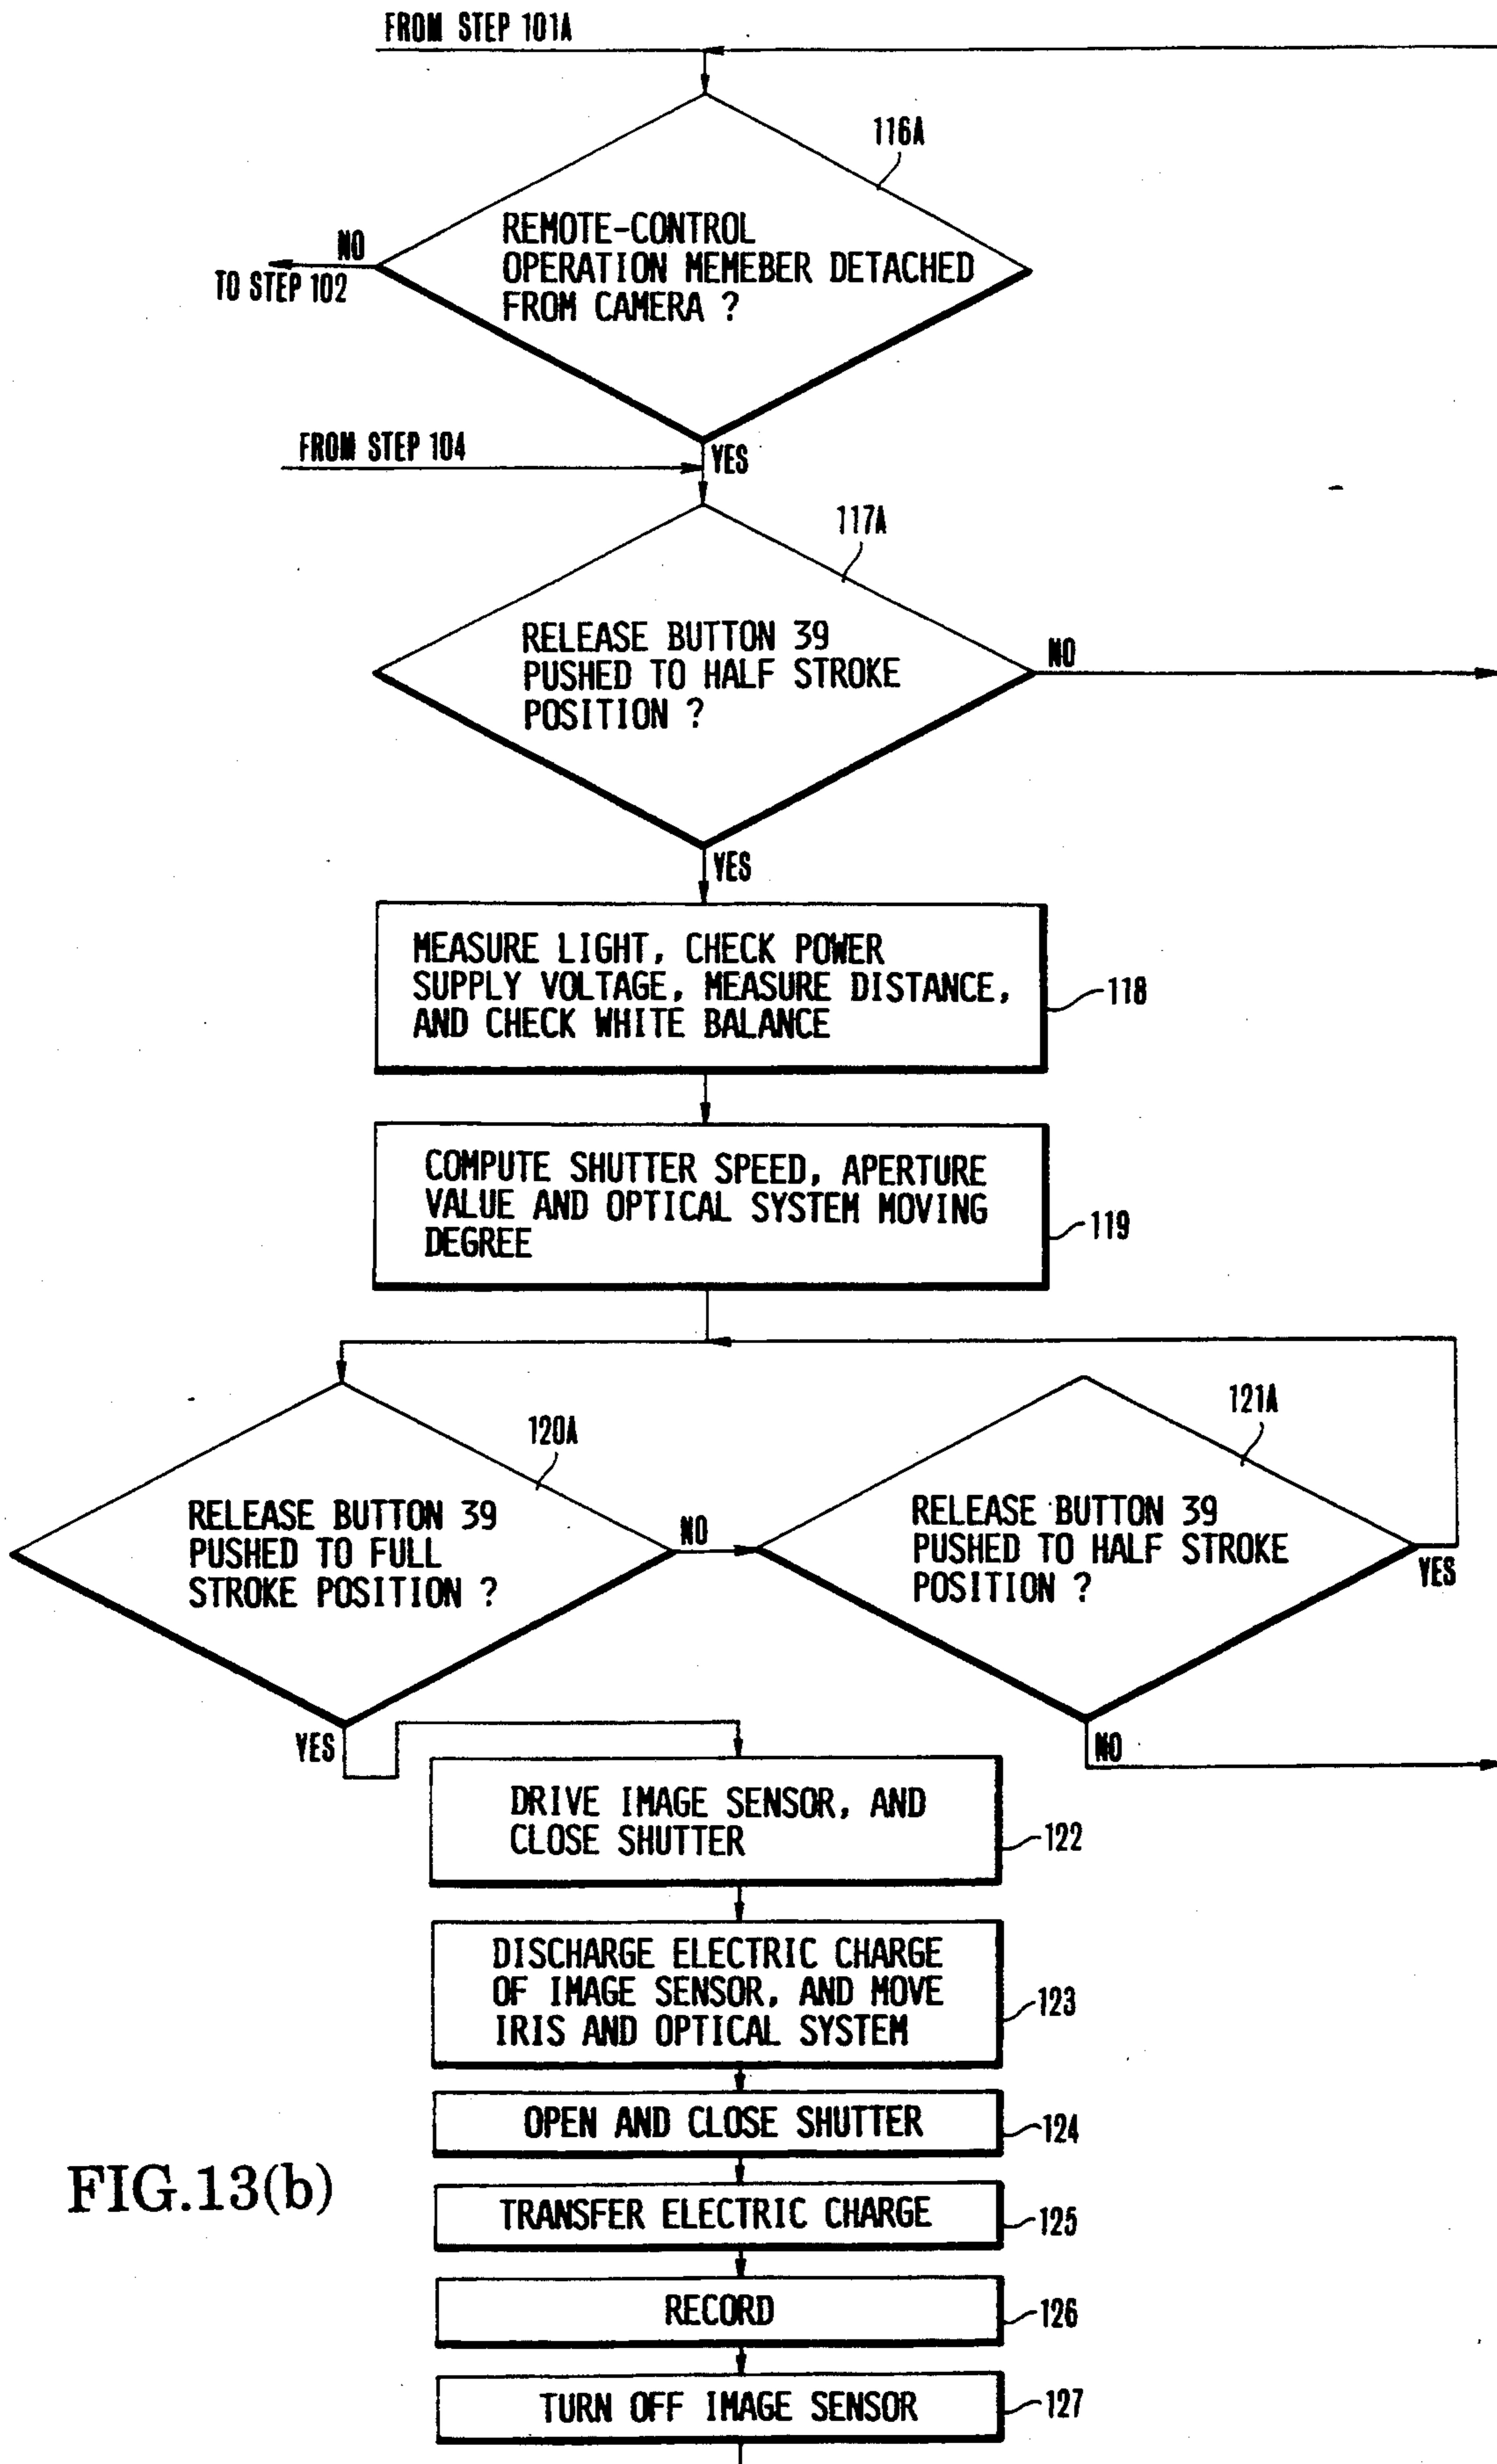 FROM STEP 101A
116A
REMOTE-CONTROL
OPERATION MEMEBER DETACHED
FROM CAMERA ?
NO
TO STEP 102
YES
FROM STEP 104
117A
RELEASE BUTTON 39
PUSHED TO HALF STROKE
POSITION ?
NO
YES
MEASURE LIGHT, CHECK POWER
SUPPLY VOLTAGE, MEASURE DISTANCE,
AND CHECK WHITE BALANCE
118
COMPUTE SHUTTER SPEED, APERTURE
VALUE AND OPTICAL SYSTEM MOVING
DEGREE
119
120A
RELEASE BUTTON 39
PUSHED TO FULL
STROKE POSITION ?
NO
YES
121A
RELEASE BUTTON 39
PUSHED TO HALF STROKE
POSITION ?
YES
NO
DRIVE IMAGE SENSOR, AND
CLOSE SHUTTER
122
DISCHARGE ELECTRIC CHARGE
OF IMAGE SENSOR, AND MOVE
IRIS AND OPTICAL SYSTEM
123
OPEN AND CLOSE SHUTTER
124
TRANSFER ELECTRIC CHARGE
125
RECORD
126
TURN OFF IMAGE SENSOR
127
FIG.13(b)